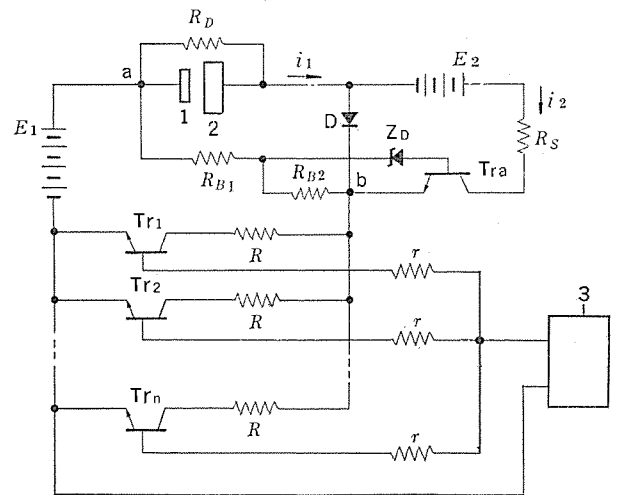 R_D
a
i_1
E_2
1
2
i_2
E_1
D
Z_D
R_S
R_B1
R_B2
b
Tra
Tr_1
R
r
Tr_2
R
r
3
Tr_n
R
r